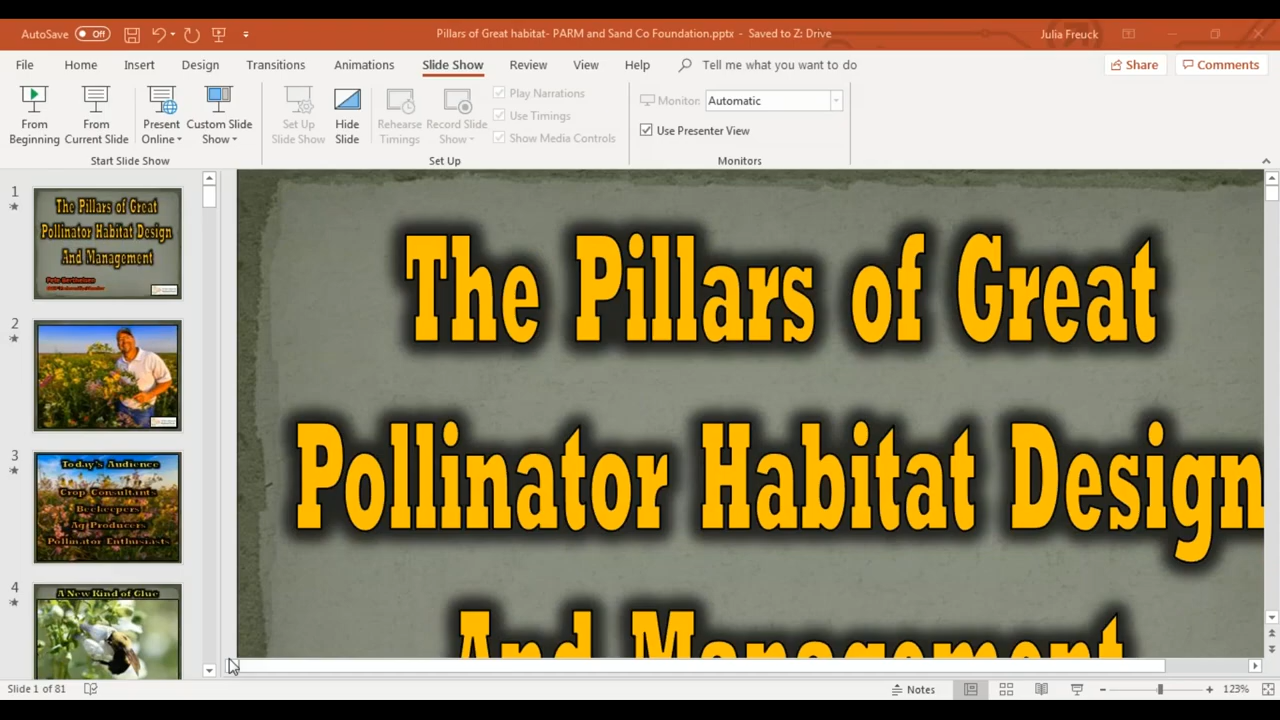 AutoSave Off
Pillars of Great habitat- PARM and Sand Co Foundation.pptx - Saved to Z: Drive
Julia Freuck
File Home Insert Design Transitions Animations Slide Show Review View Help Tell me what you want to do Share Comments
From Beginning
From Current Slide
Present Online
Custom Slide Show
Set Up Slide Show
Hide Slide
Rehearse Timings
Record Slide Show
Play Narrations
Use Timings
Show Media Controls
Monitor: Automatic
Use Presenter View
Start Slide Show
Set Up
Monitors
1
The Pillars of Great
Pollinator Habitat Design
And Management
2
3
Today's Audience
Crop Consultants
Beekeepers
Ag Producers
Pollinator Enthusiasts
4
A New Kind of Glue
The Pillars of Great
Pollinator Habitat Design
And Management
Slide 1 of 81
Notes
123%